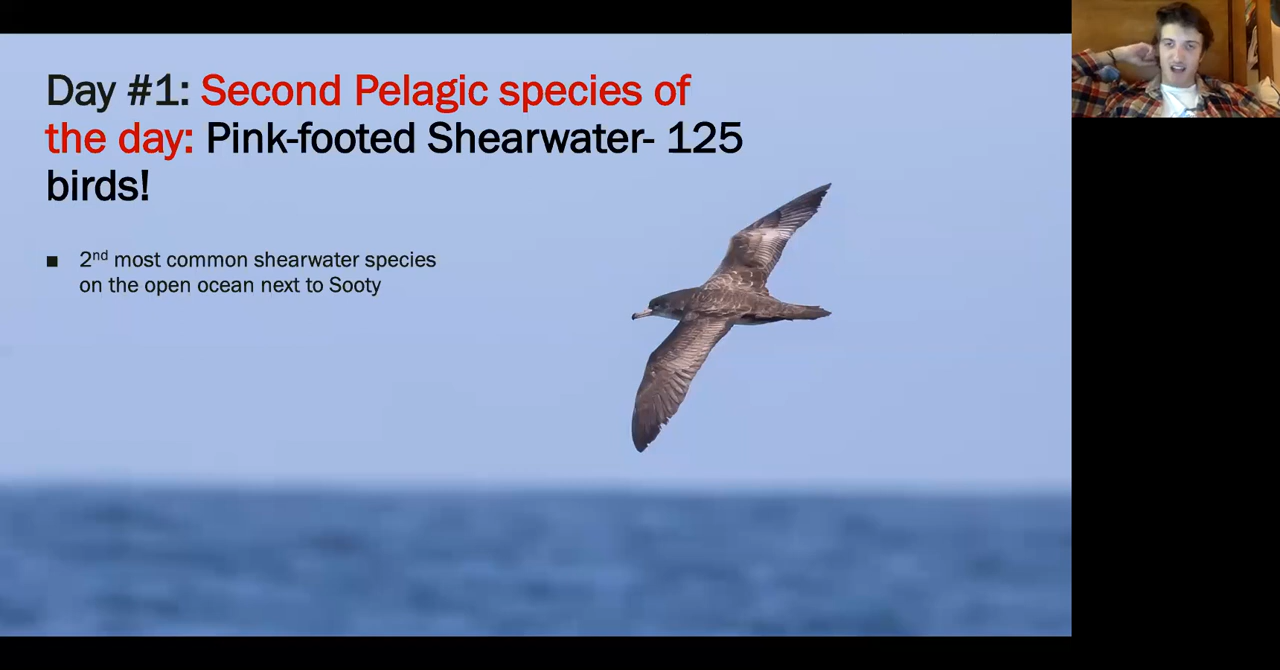 Day #1: Second Pelagic species of
the day: Pink-footed Shearwater- 125
birds!
■ 2nd most common shearwater species
on the open ocean next to Sooty